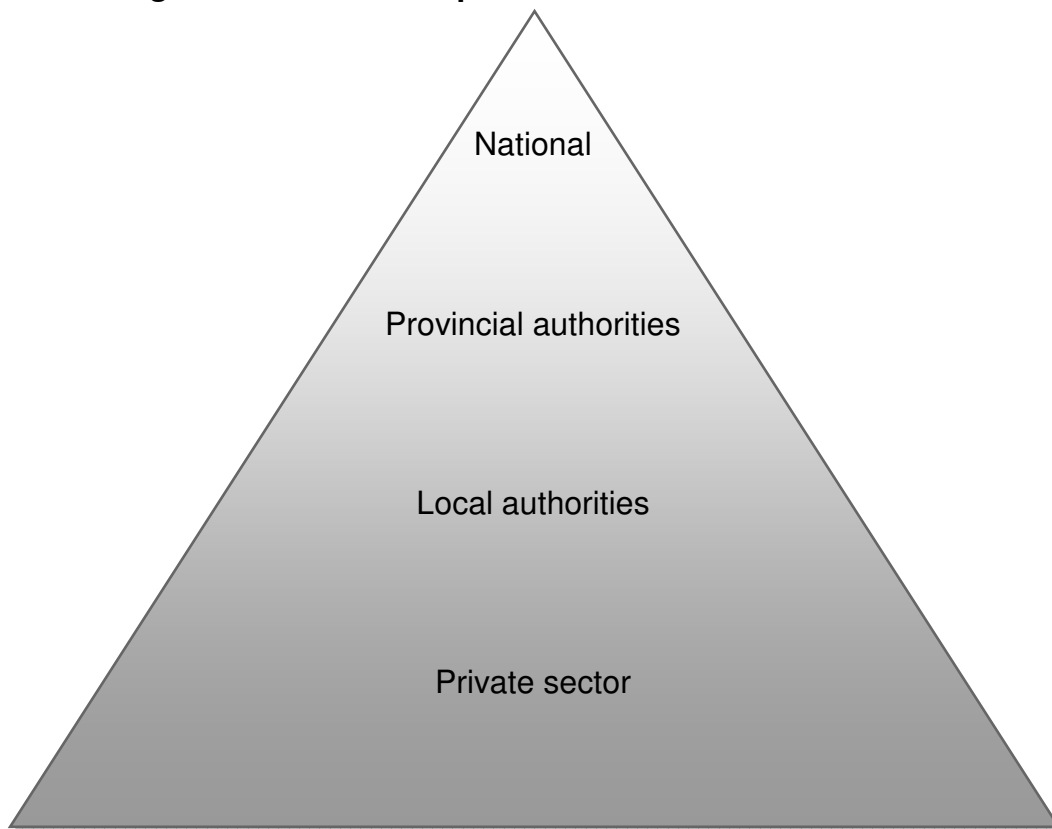 National
Provincial authorities
Local authorities
Private sector